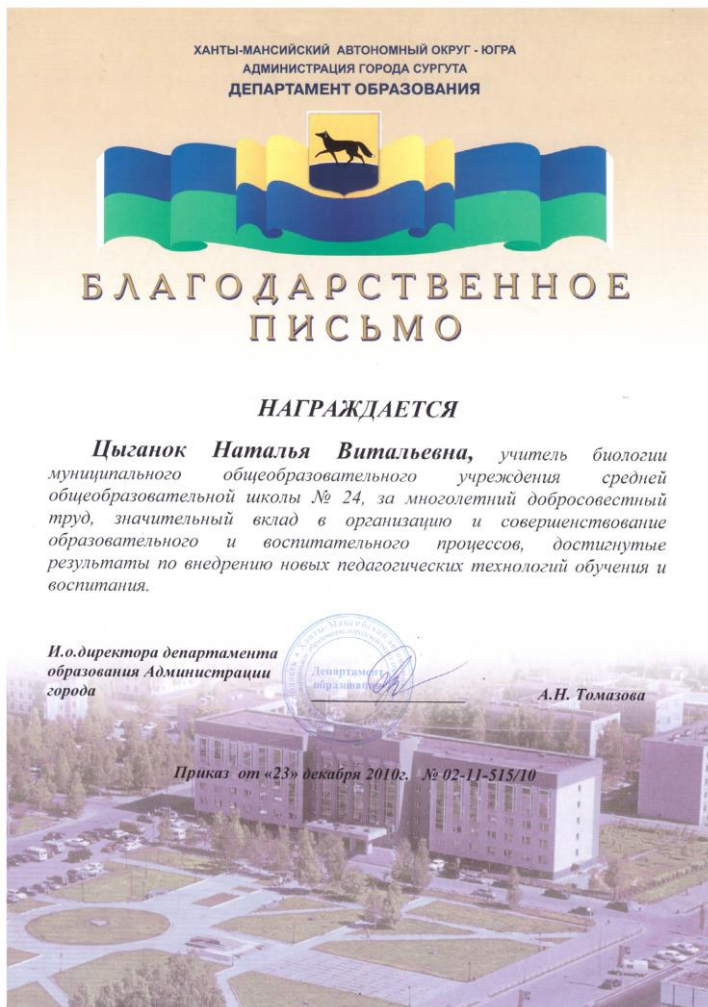 ХАНТЫ-МАНСИЙСКИЙ АВТОНОМНЫЙ ОКРУГ - ЮГРА
АДМИНИСТРАЦИЯ ГОРОДА СУРГУТА
ДЕПАРТАМЕНТ ОБРАЗОВАНИЯ
БЛАГОДАРСТВЕННОЕ
ПИСЬМО
НАГРАЖДАЕТСЯ
Цыганок Наталья Витальевна, учитель биологии
муниципального общеобразовательного учреждения средней
общеобразовательной школы № 24, за многолетний добросовестный
труд, значительный вклад в организацию и совершенствование
образовательного и воспитательного процессов, достигнутые
результаты по внедрению новых педагогических технологий обучения и
воспитания.
И.о.директора департамента
образования Администрации
города
Департамент
образования
А.Н. Томазова
Приказ от «23» декабря 2010г. № 02-11-515/10